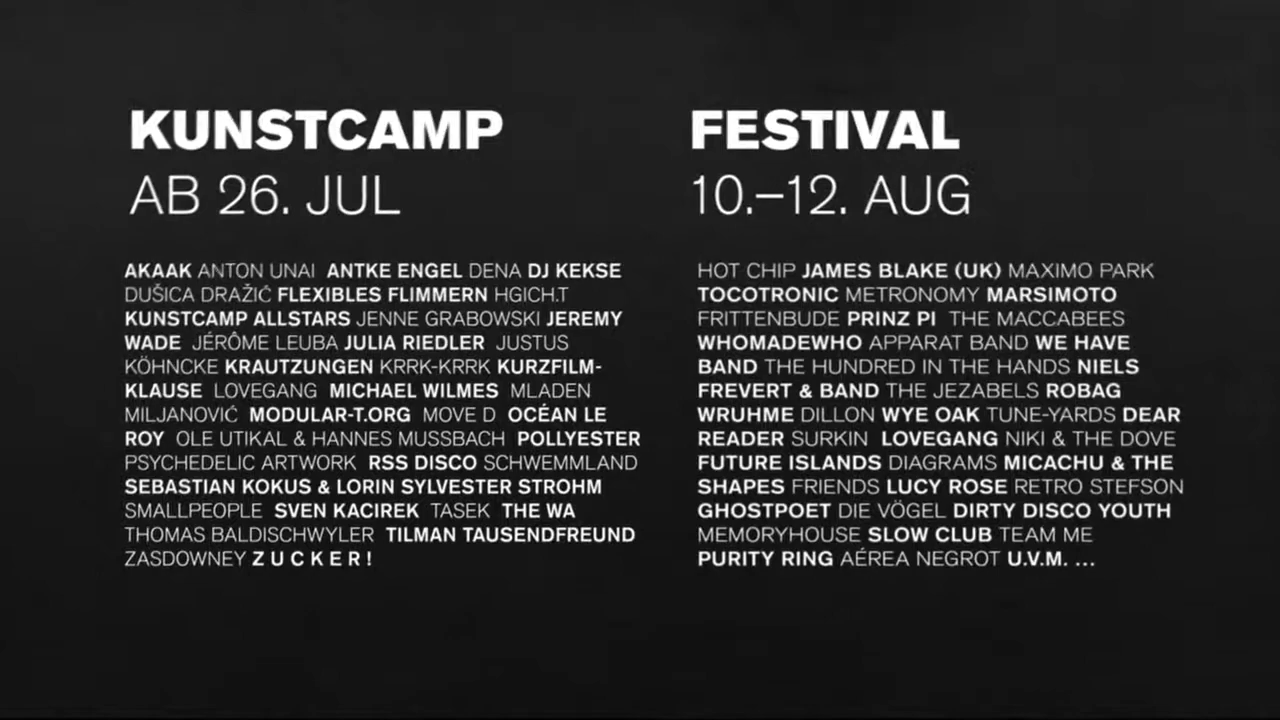 KUNSTCAMP
AB 26. JUL
AKAAK ANTON UNAI ANTKE ENGEL DENA DJ KEKSE
DUŠICA DRAŽIĆ FLEXIBLES FLIMMERN HGICH.T
KUNSTCAMP ALLSTARS JENNE GRABOWSKI JEREMY
WADE JÉRÔME LEUBA JULIA RIEDLER JUSTUS
KÖHNCKE KRAUTZUNGEN KRRK-KRRK KURZFILM-
KLAUSE LOVEGANG MICHAEL WILMES MLADEN
MILJANOVIĆ MODULAR-T.ORG MOVE D OCÉAN LE
ROY OLE UTIKAL & HANNES MUSSBACH POLLYESTER
PSYCHEDELIC ARTWORK RSS DISCO SCHWEMMLAND
SEBASTIAN KOKUS & LORIN SYLVESTER STROHM
SMALLPEOPLE SVEN KACIREK TASEK THE WA
THOMAS BALDISCHWYLER TILMAN TAUSENDFREUND
ZASDOWNEY Z U C K E R !
FESTIVAL
10.–12. AUG
HOT CHIP JAMES BLAKE (UK) MAXIMO PARK
TOCOTRONIC METRONOMY MARSIMOTO
FRITTENBUDE PRINZ PI THE MACCABEES
WHOMADEWHO APPARAT BAND WE HAVE
BAND THE HUNDRED IN THE HANDS NIELS
FREVERT & BAND THE JEZABELS ROBAG
WRUHME DILLON WYE OAK TUNE-YARDS DEAR
READER SURKIN LOVEGANG NIKI & THE DOVE
FUTURE ISLANDS DIAGRAMS MICACHU & THE
SHAPES FRIENDS LUCY ROSE RETRO STEFSON
GHOSTPOET DIE VÖGEL DIRTY DISCO YOUTH
MEMORYHOUSE SLOW CLUB TEAM ME
PURITY RING AÉREA NEGROT U.V.M. ...